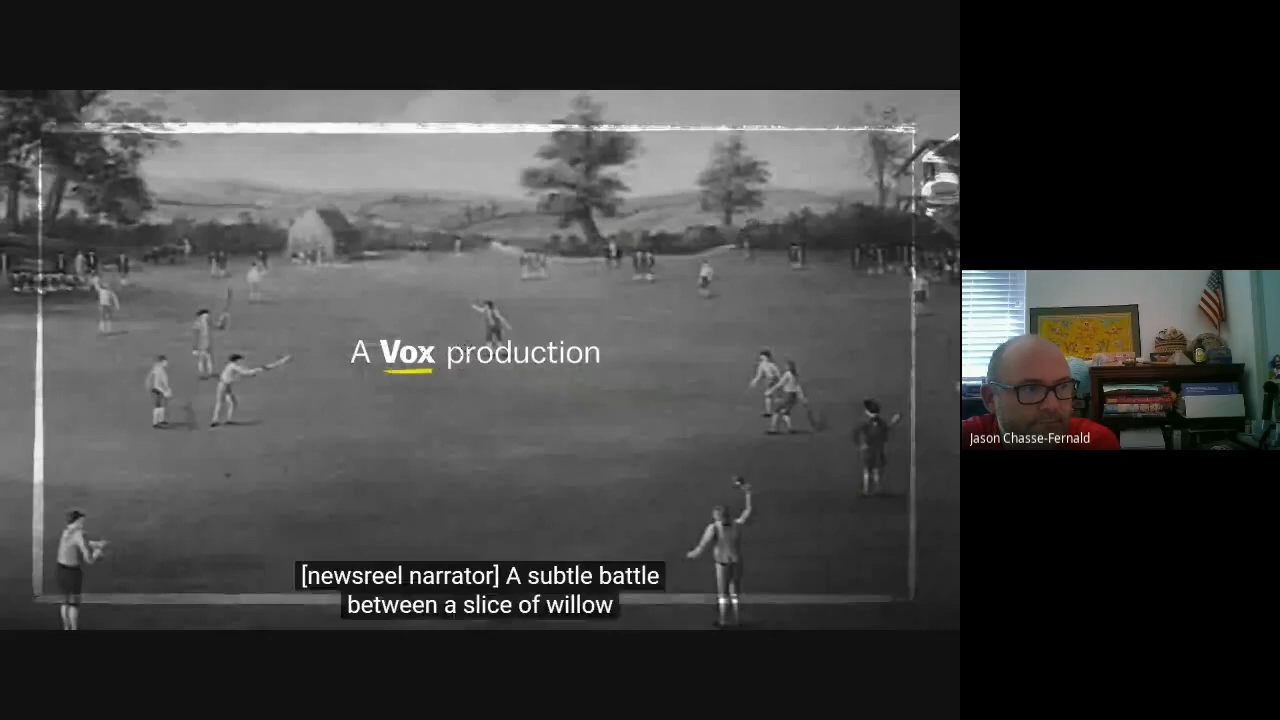 A Vox production
[newsreel narrator] A subtle battle
between a slice of willow
Jason Chasse-Fernald